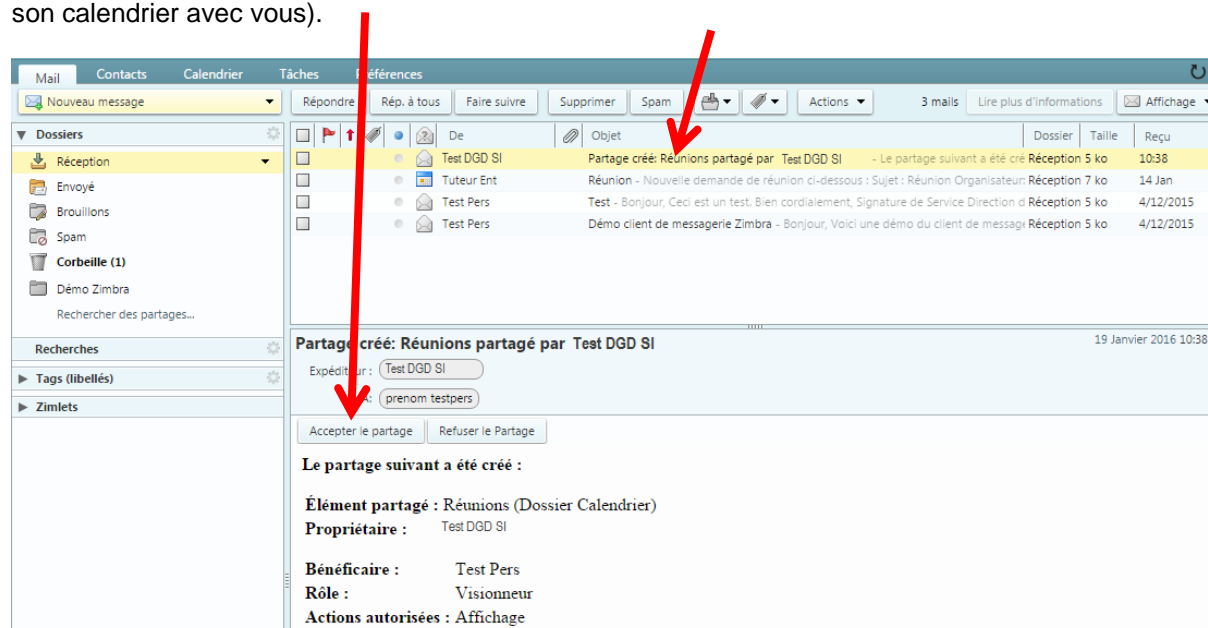 son calendrier avec vous).
Mail Contacts Calendrier Tâches Préférences
Nouveau message Répondre Rép. à tous Faire suivre Supprimer Spam Actions 3 mails Lire plus d'informations Affichage
Dossiers De Objet Dossier Taille Reçu
Réception Test DGD SI Partage créé: Réunions partagé par Test DGD SI - Le partage suivant a été cré Réception 5 ko 10:38
Envoyé Tuteur Ent Réunion - Nouvelle demande de réunion ci-dessous : Sujet : Réunion Organisateur: Réception 7 ko 14 Jan
Brouillons Test Pers Test - Bonjour, Ceci est un test. Bien cordialement, Signature de Service Direction d Réception 5 ko 4/12/2015
Spam Test Pers Démo client de messagerie Zimbra - Bonjour, Voici une démo du client de message Réception 5 ko 4/12/2015
Corbeille (1)
Démo Zimbra
Rechercher des partages...
Recherches
Tags (libellés)
Zimlets
Partage créé: Réunions partagé par Test DGD SI 19 Janvier 2016 10:38
Expéditeur : Test DGD SI
A: prenom testpers
Accepter le partage Refuser le Partage
Le partage suivant a été créé :
Élément partagé : Réunions (Dossier Calendrier)
Propriétaire : Test DGD SI
Bénéficaire : Test Pers
Rôle : Visionneur
Actions autorisées : Affichage